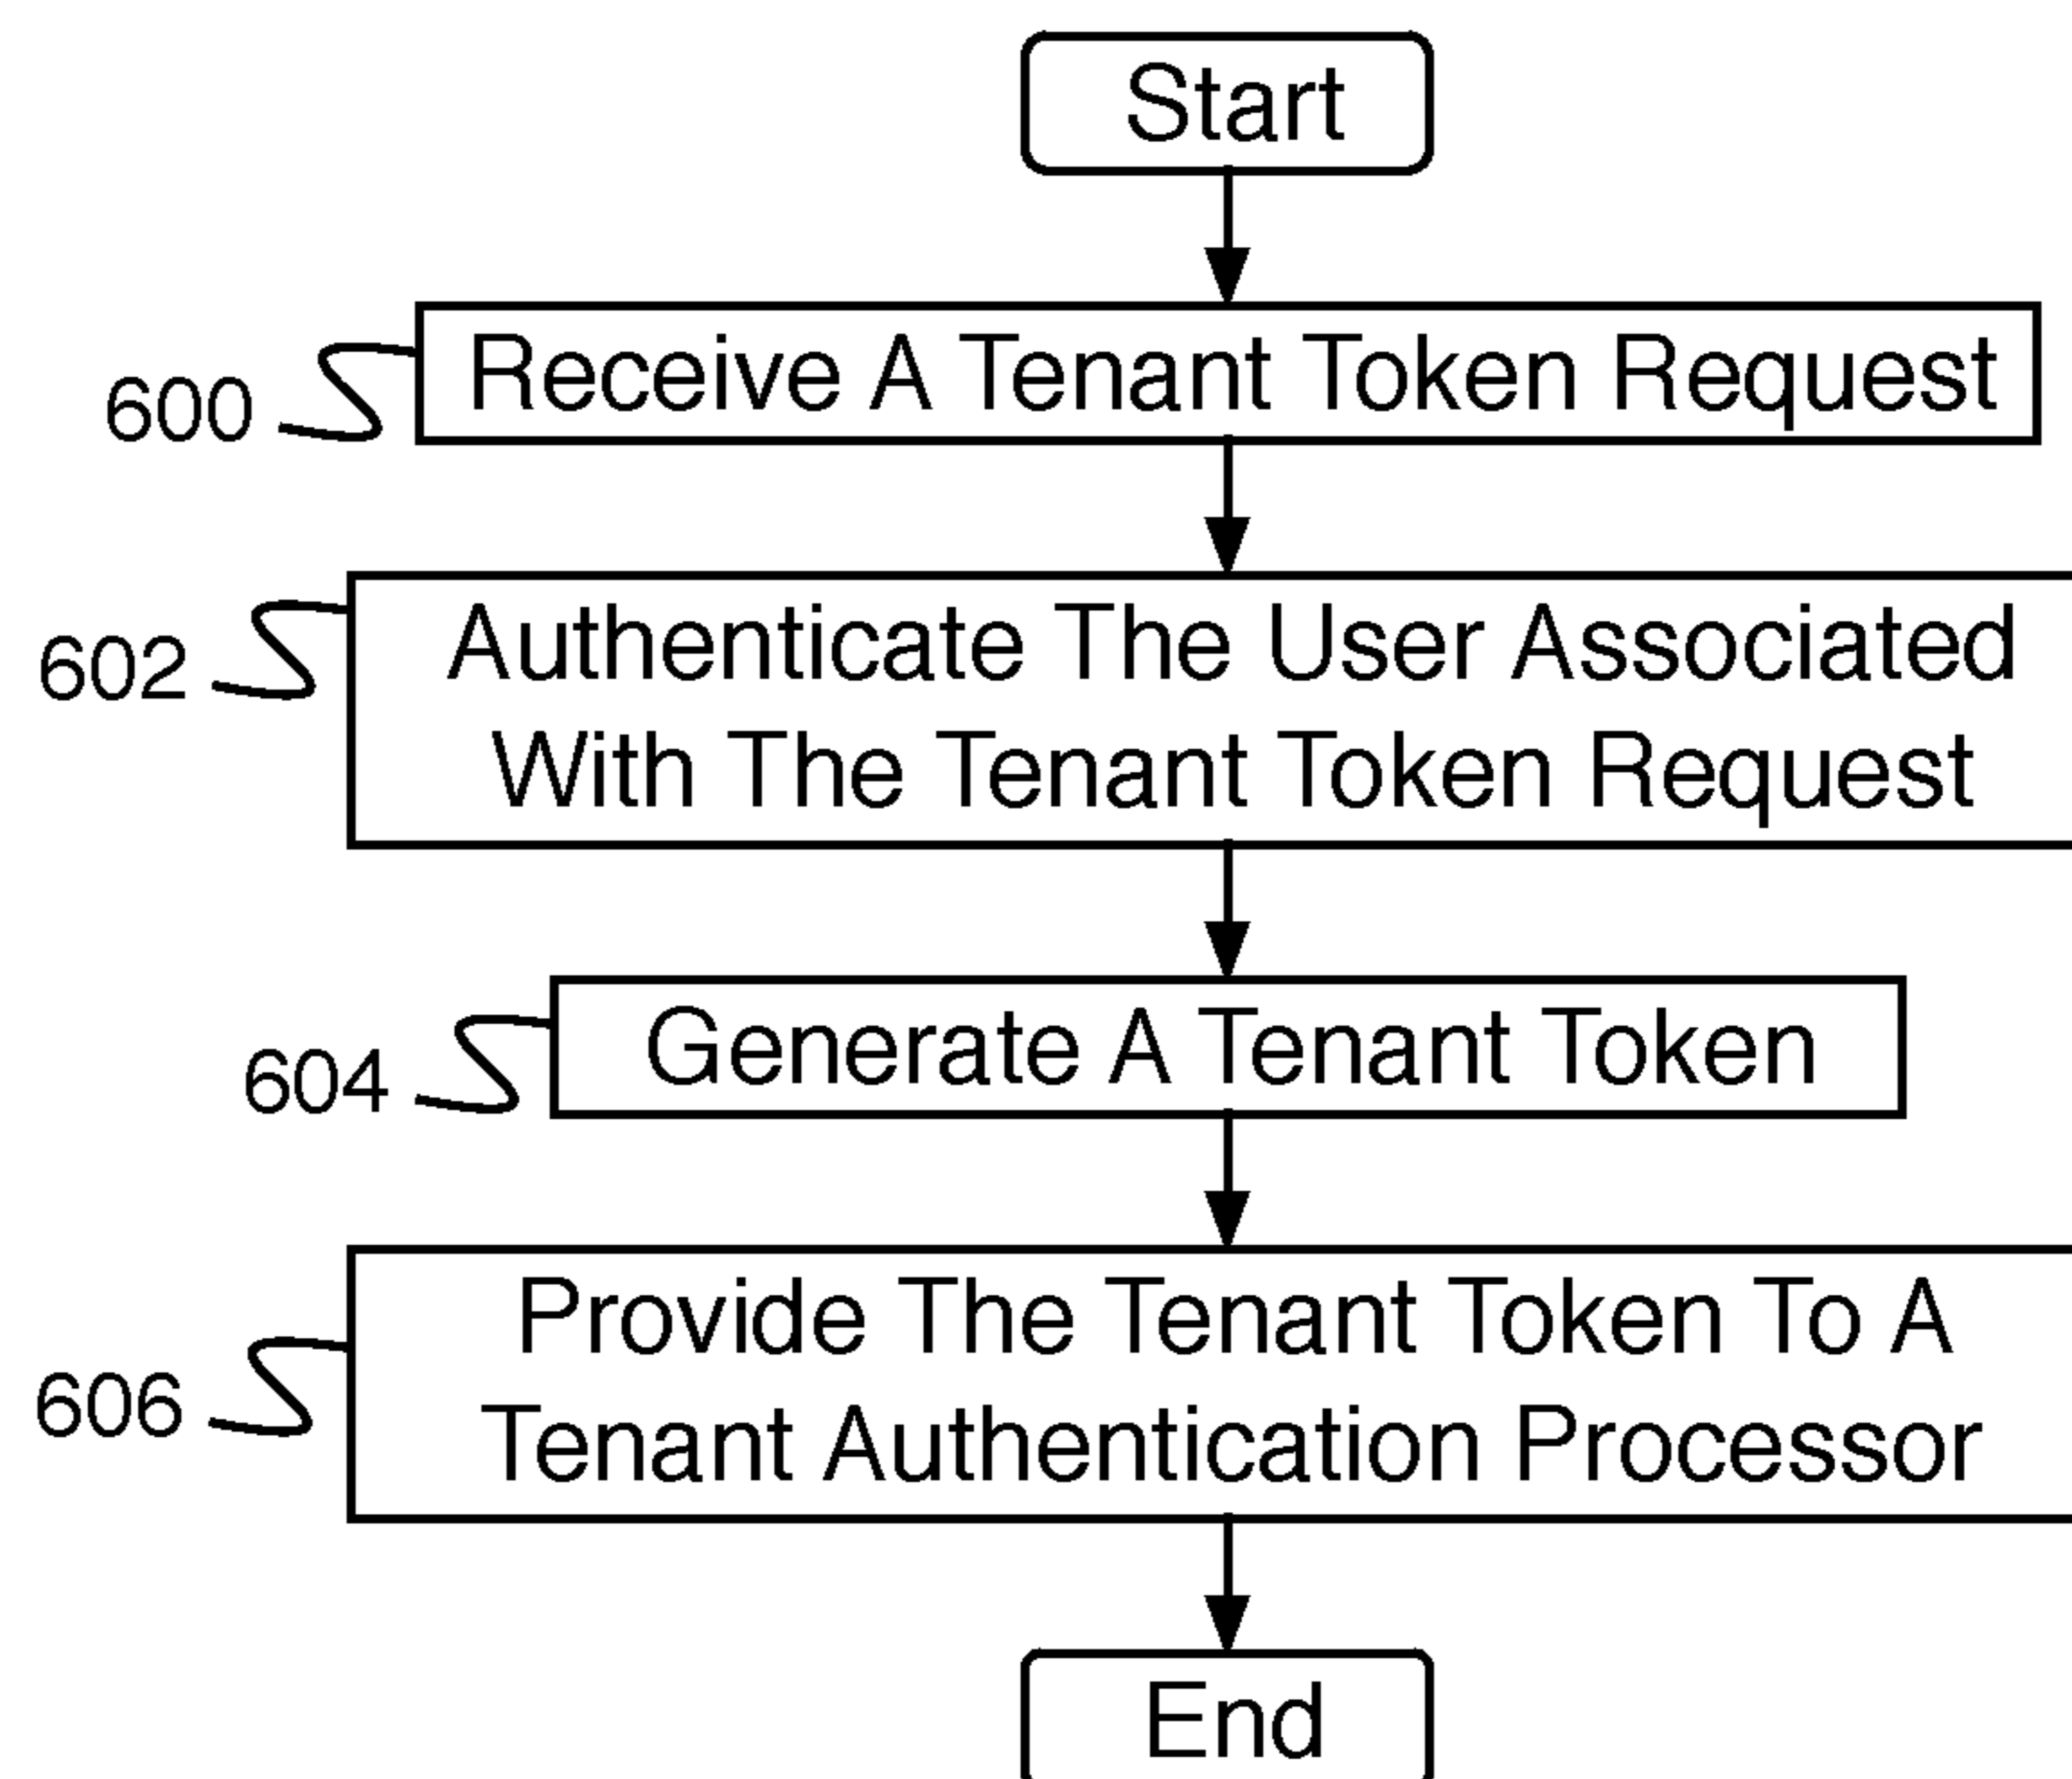 Start
600
Receive A Tenant Token Request
602
Authenticate The User Associated
With The Tenant Token Request
604
Generate A Tenant Token
606
Provide The Tenant Token To A
Tenant Authentication Processor
End